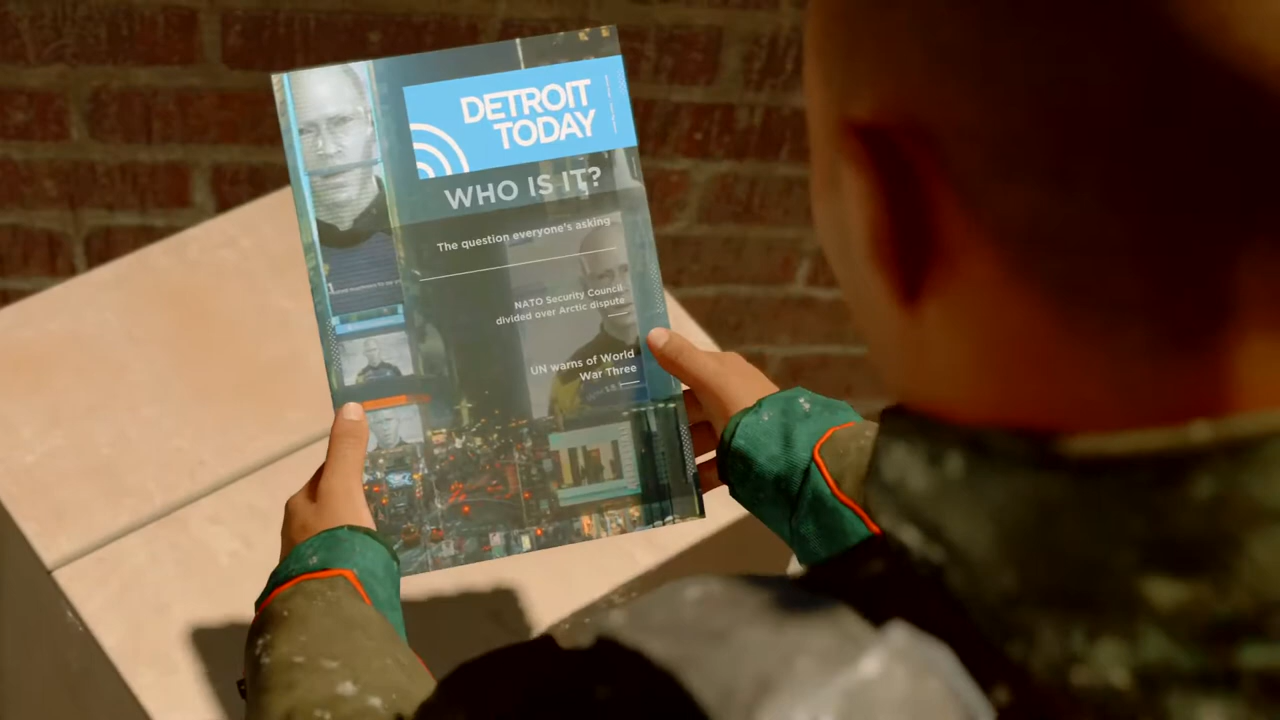 DETROIT
TODAY
WHO IS IT?
The question everyone's asking
NATO Security Council
divided over Arctic dispute
UN warns of World
War Three